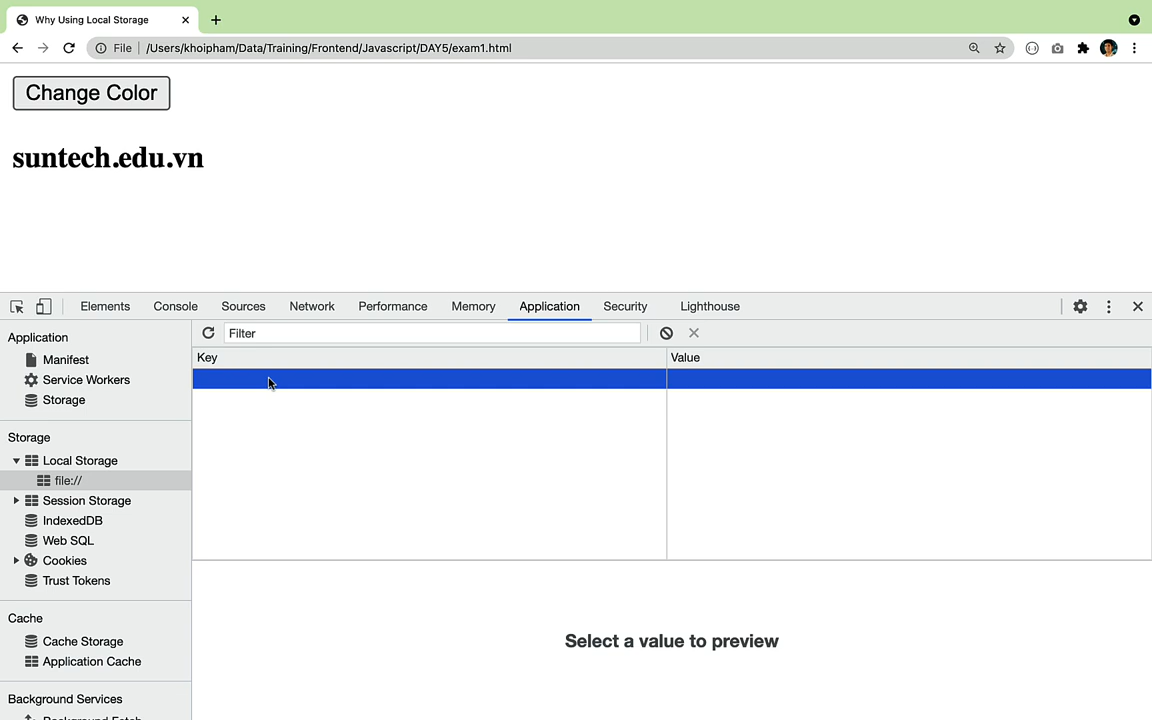 Why Using Local Storage
File /Users/khoipham/Data/Training/Frontend/Javascript/DAY5/exam1.html
Change Color
suntech.edu.vn
Elements Console Sources Network Performance Memory Application Security Lighthouse
Application
Filter
Key Value
Manifest
Service Workers
Storage
Storage
Local Storage
file://
Session Storage
IndexedDB
Web SQL
Cookies
Trust Tokens
Cache
Cache Storage
Application Cache
Background Services
Background Fetch
Select a value to preview